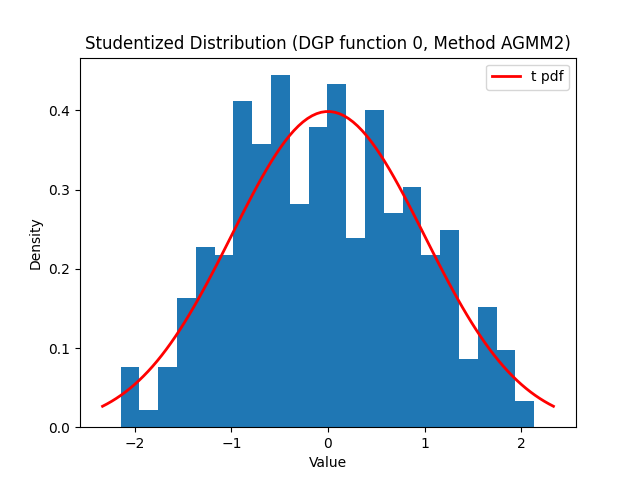 Studentized Distribution (DGP function 0, Method AGMM2)
t pdf
Density
0.4
0.3
0.2
0.1
0.0
−2
−1
0
1
2
Value